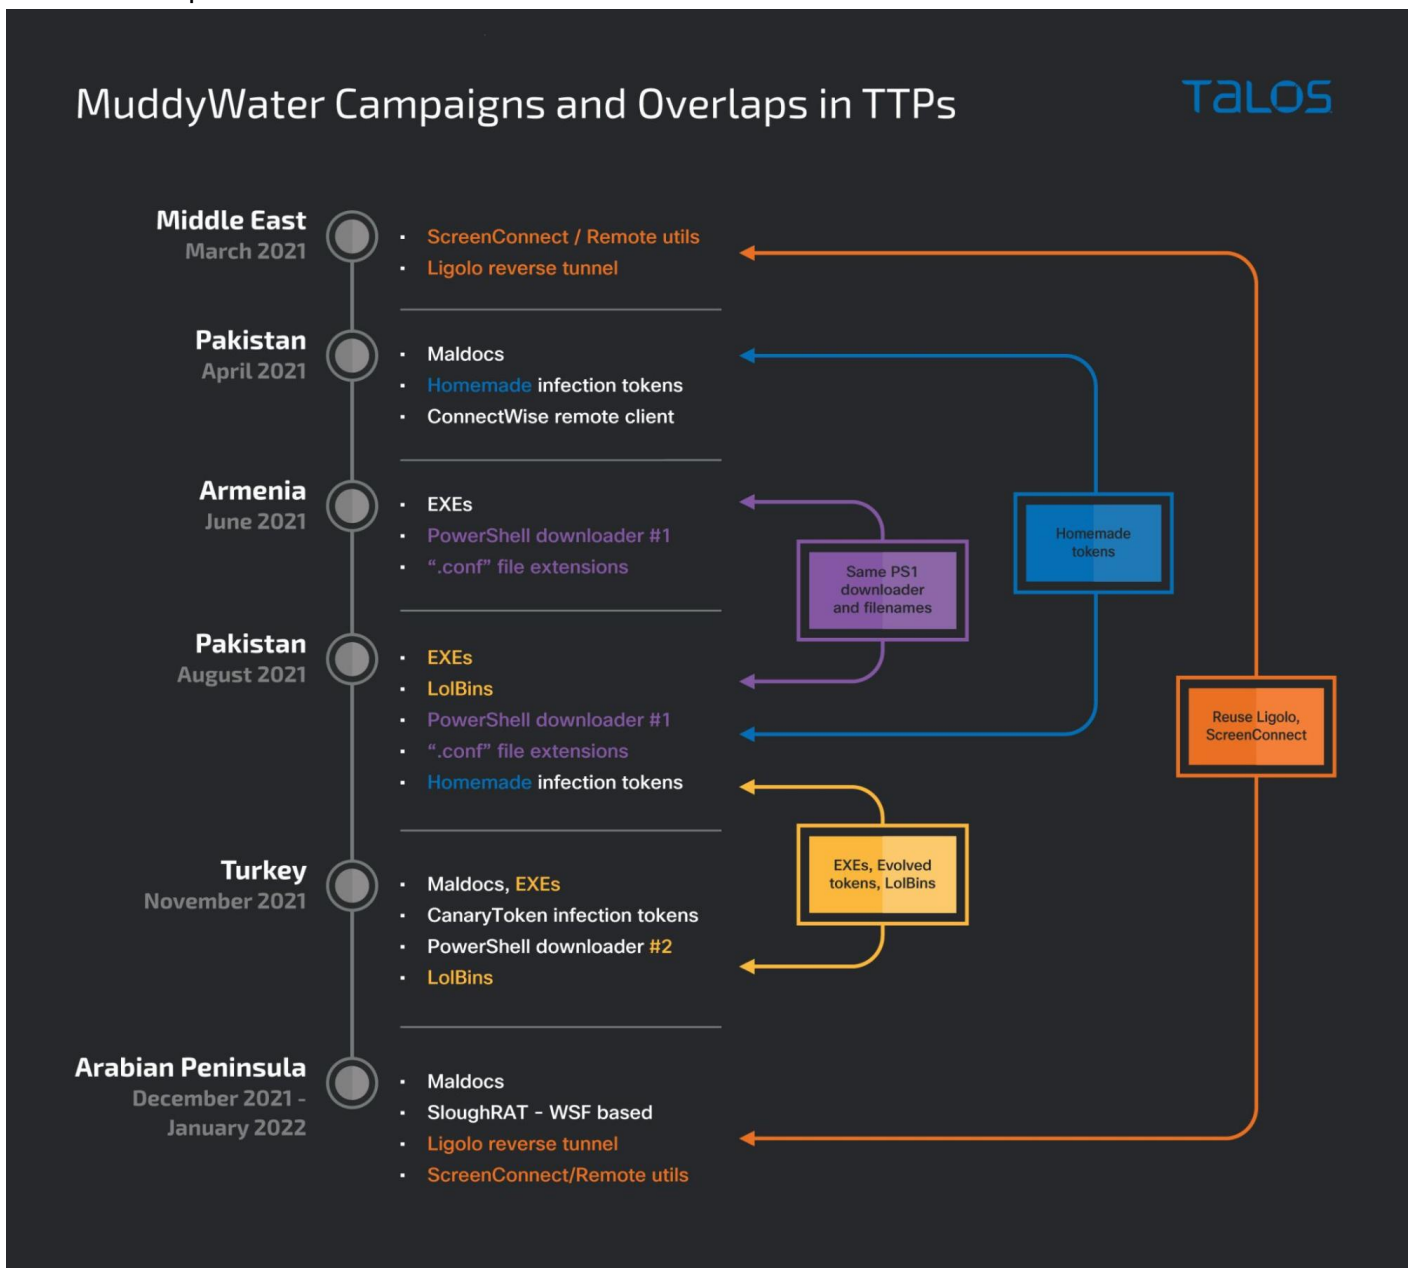 MuddyWater Campaigns and Overlaps in TTPs
TALOS
Middle East
March 2021
ScreenConnect / Remote utils
Ligolo reverse tunnel
Pakistan
April 2021
Maldocs
Homemade infection tokens
ConnectWise remote client
Armenia
June 2021
EXEs
PowerShell downloader #1
“.conf” file extensions
Pakistan
August 2021
EXEs
LolBins
PowerShell downloader #1
“.conf” file extensions
Homemade infection tokens
Turkey
November 2021
Maldocs, EXEs
CanaryToken infection tokens
PowerShell downloader #2
LolBins
Arabian Peninsula
December 2021 -
January 2022
Maldocs
SloughRAT - WSF based
Ligolo reverse tunnel
ScreenConnect/Remote utils
Same PS1
downloader
and filenames
Homemade
tokens
Reuse Ligolo,
ScreenConnect
EXEs, Evolved
tokens, LolBins